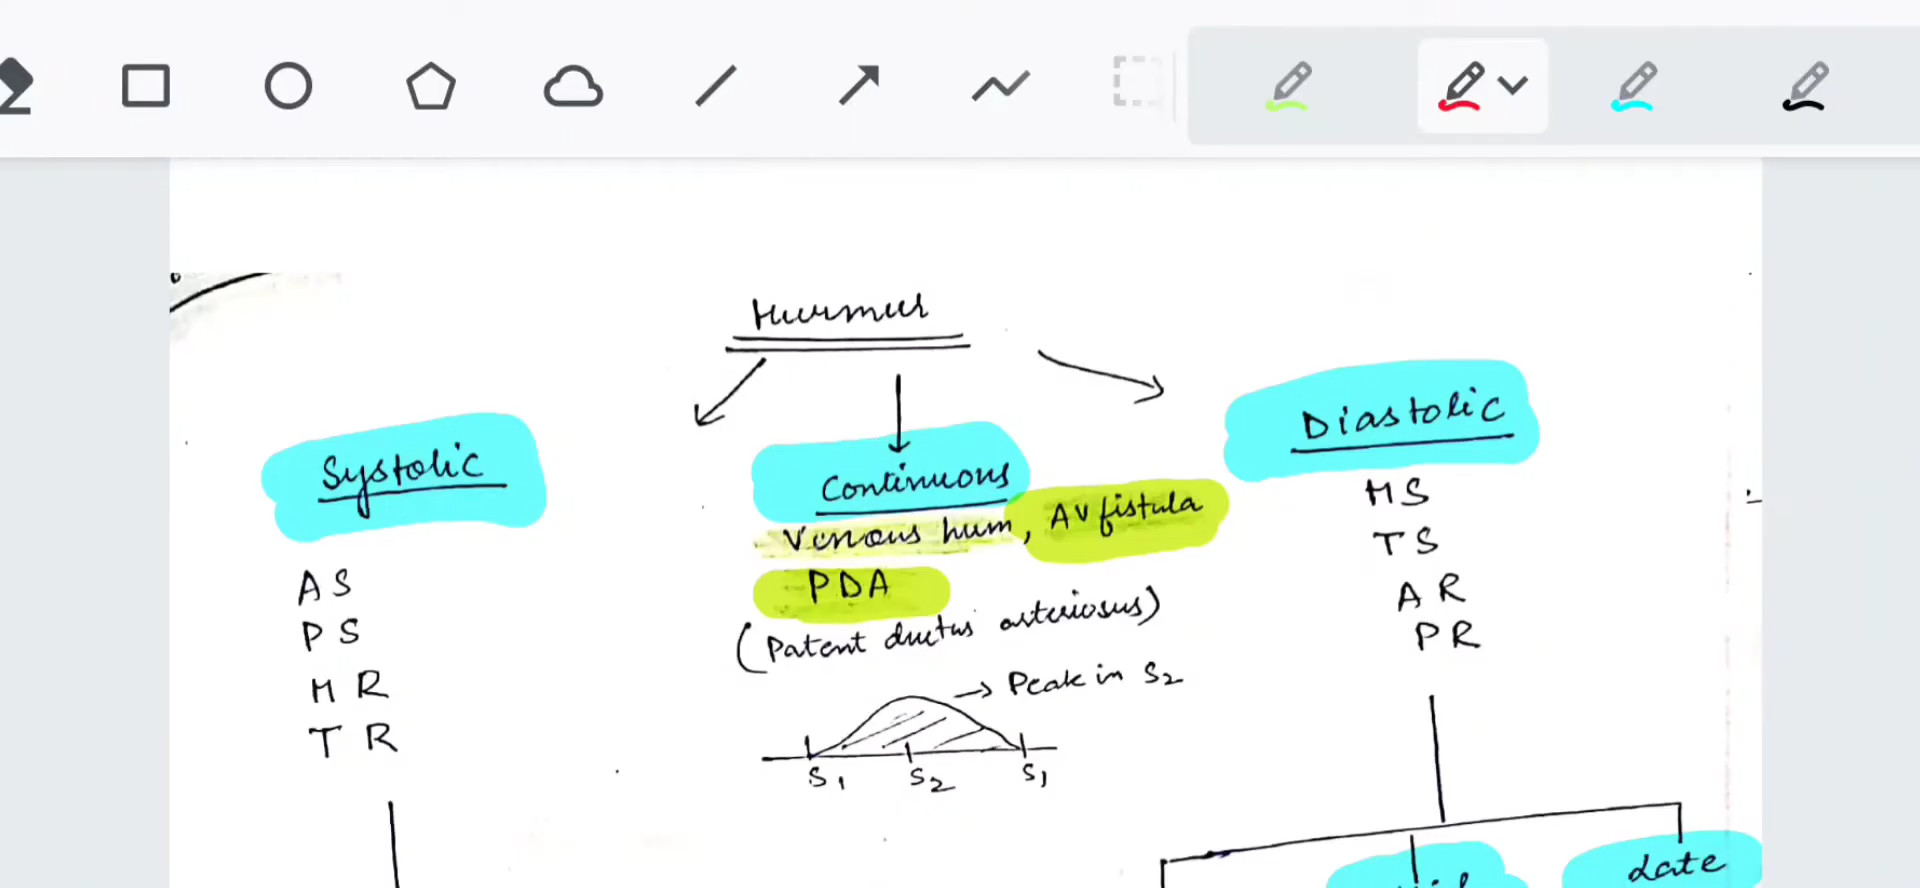 Murmur
Systolic
AS
PS
MR
TR
Continuous
Venous hum, AV fistula
PDA
(Patent ductus arteriosus)
→ Peak in S2
S1 S2 S1
Diastolic
MS
TS
AR
PR
Late